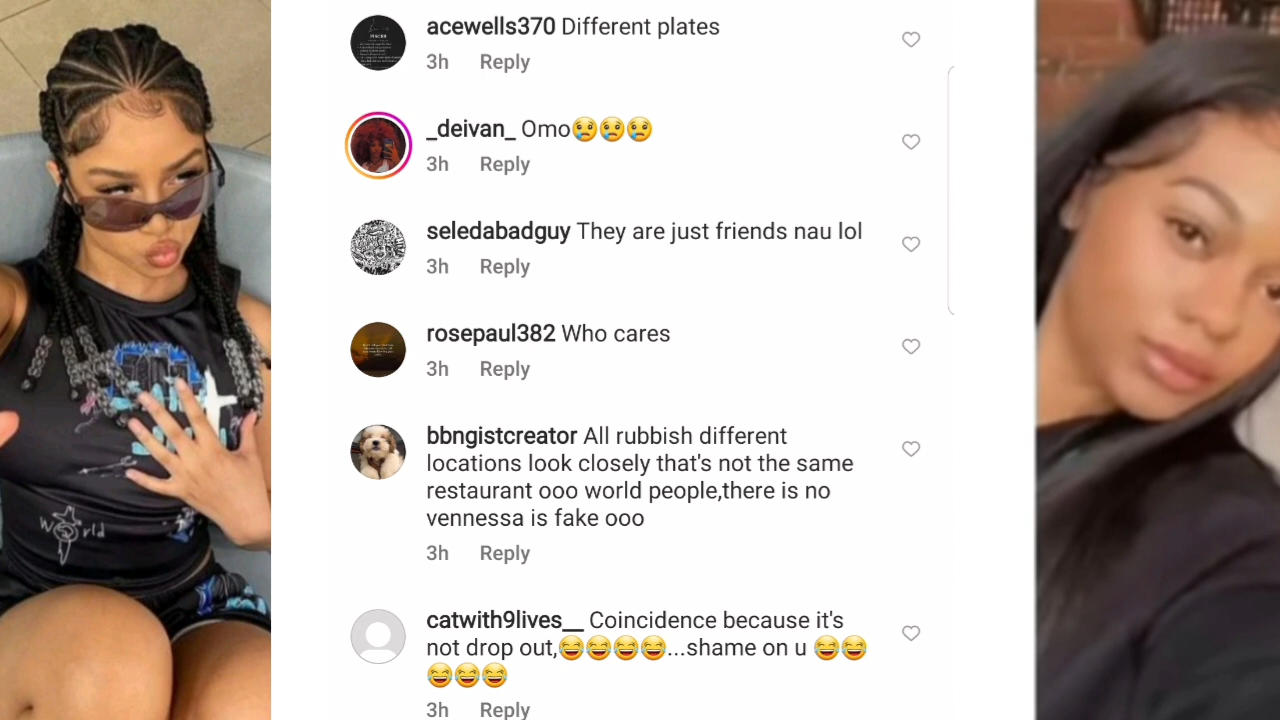 acewells370 Different plates
3h Reply
_deivan_ Omo😢😢😢
3h Reply
seledabadguy They are just friends nau lol
3h Reply
rosepaul382 Who cares
3h Reply
bbngistcreator All rubbish different
locations look closely that's not the same
restaurant ooo world people,there is no
vennessa is fake ooo
3h Reply
catwith9lives__ Coincidence because it's
not drop out,😂😂😂😂...shame on u 😂😂
😂😂😂
3h Reply
World